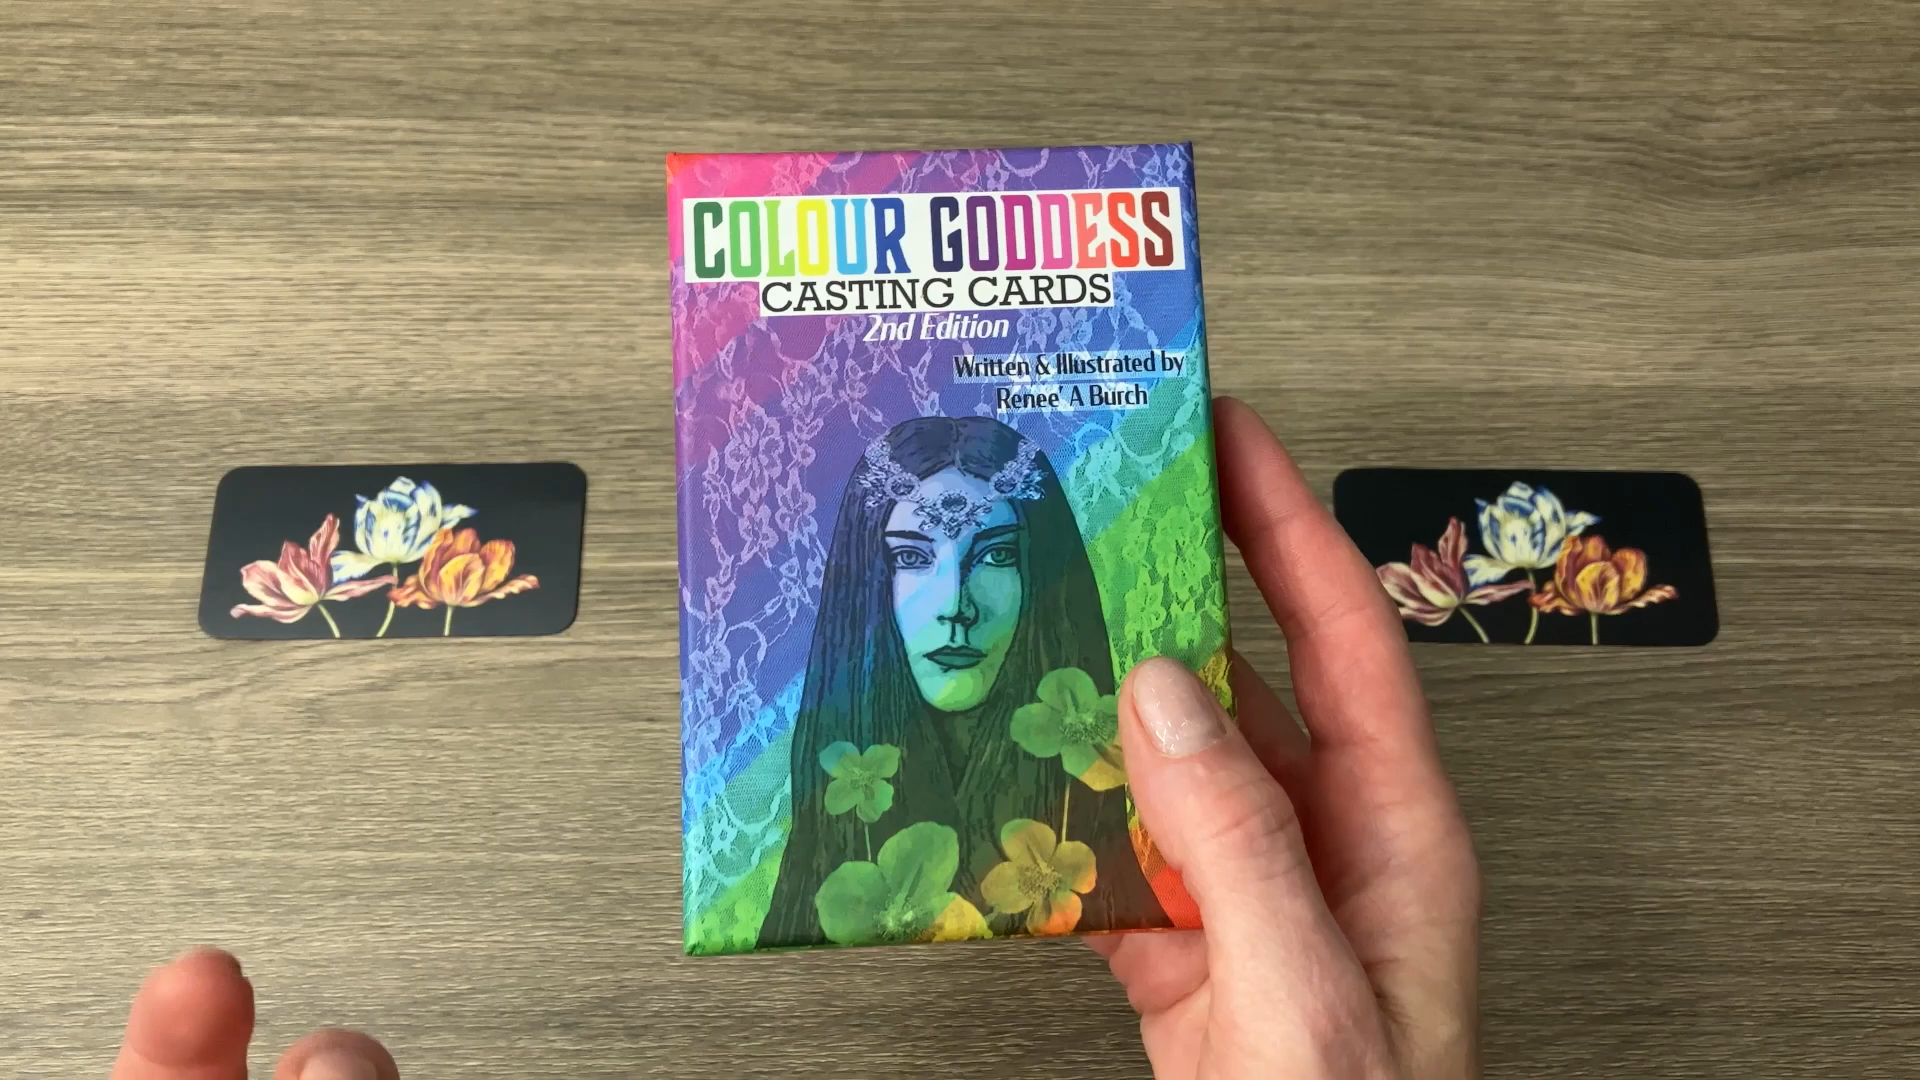 COLOUR GODDESS
CASTING CARDS
2nd Edition
Written & Illustrated by
Renee' A Burch